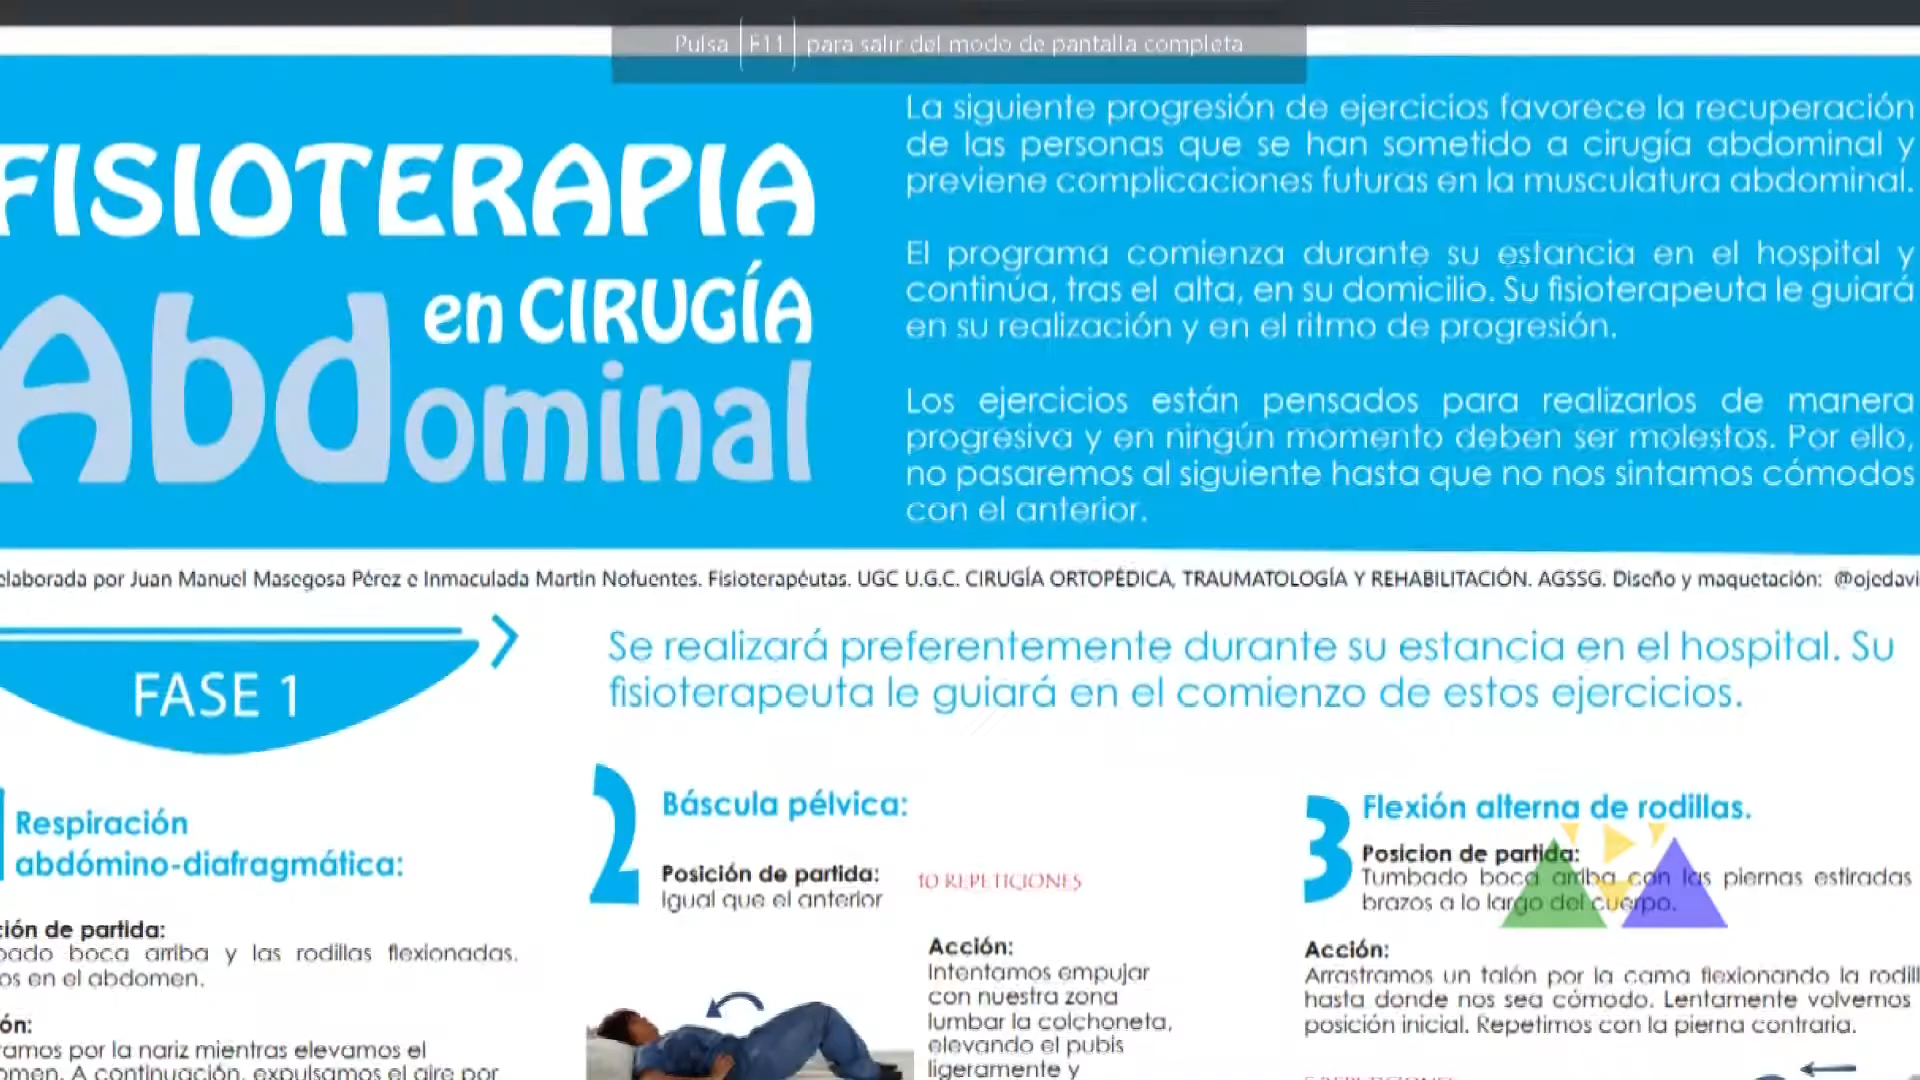 Pulsa F11 para salir del modo de pantalla completa
FISIOTERAPIA
en CIRUGÍA
Abdominal
La siguiente progresión de ejercicios favorece la recuperación
de las personas que se han sometido a cirugía abdominal y
previene complicaciones futuras en la musculatura abdominal.
El programa comienza durante su estancia en el hospital y
continúa, tras el alta, en su domicilio. Su fisioterapeuta le guiará
en su realización y en el ritmo de progresión.
Los ejercicios están pensados para realizarlos de manera
progresiva y en ningún momento deben ser molestos. Por ello,
no pasaremos al siguiente hasta que no nos sintamos cómodos
con el anterior.
elaborada por Juan Manuel Masegosa Pérez e Inmaculada Martin Nofuentes. Fisioterapéutas. UGC U.G.C. CIRUGÍA ORTOPÉDICA, TRAUMATOLOGÍA Y REHABILITACIÓN. AGSSG. Diseño y maquetación: @ojedavi
FASE 1
Se realizará preferentemente durante su estancia en el hospital. Su
fisioterapeuta le guiará en el comienzo de estos ejercicios.
Respiración
abdómino-diafragmática:
ción de partida:
bado boca arriba y las rodillas flexionadas.
os en el abdomen.
ón:
ramos por la nariz mientras elevamos el
omen. A continuación, expulsamos el aire por
2
Báscula pélvica:
Posición de partida:
Igual que el anterior
10 REPETICIONES
Acción:
Intentamos empujar
con nuestra zona
lumbar la colchoneta,
elevando el pubis
ligeramente y
3
Flexión alterna de rodillas.
Posicion de partida:
Tumbado boca arriba con las piernas estiradas
brazos a lo largo del cuerpo.
Acción:
Arrastramos un talón por la cama flexionando la rodill
hasta donde nos sea cómodo. Lentamente volvemos
posición inicial. Repetimos con la pierna contraria.